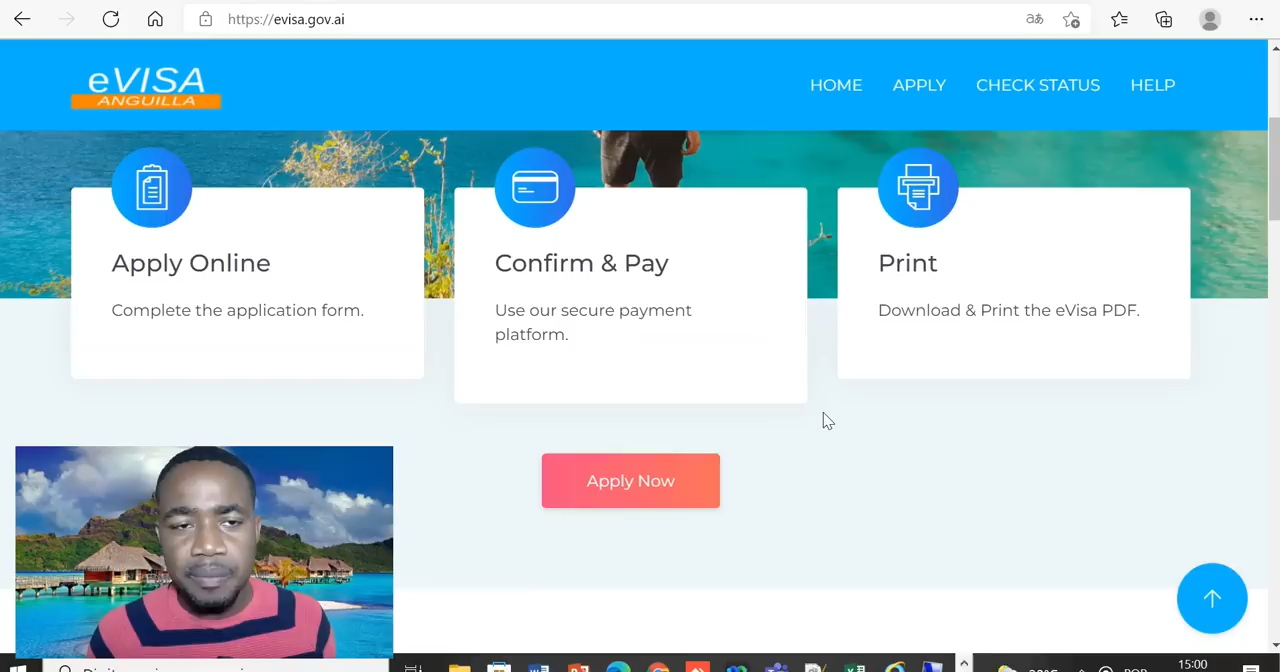 https://evisa.gov.ai
eVISA
ANGUILLA
HOME
APPLY
CHECK STATUS
HELP
Apply Online
Complete the application form.
Confirm & Pay
Use our secure payment
platform.
Print
Download & Print the eVisa PDF.
Apply Now
15:00